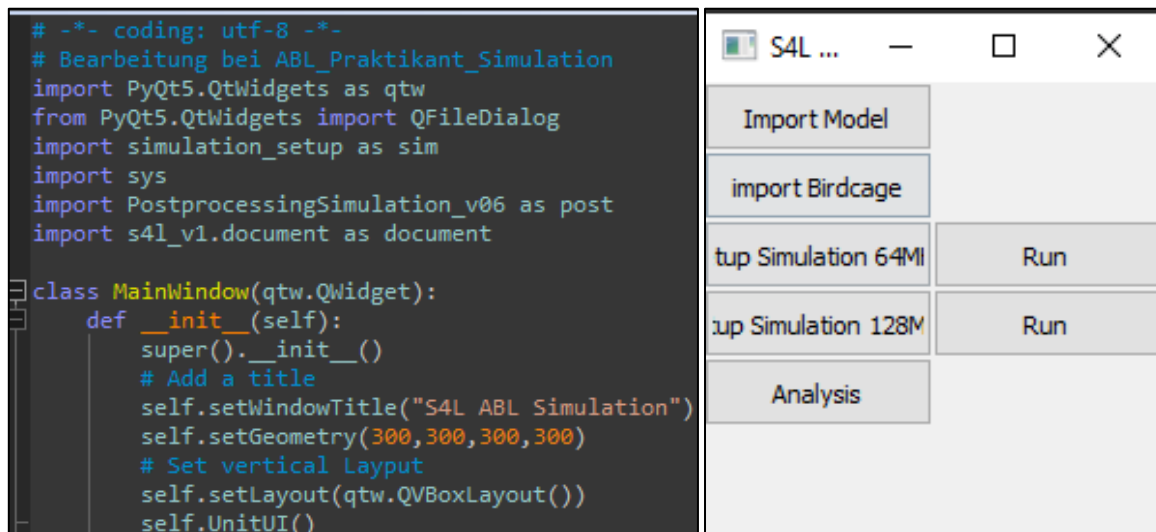 # -*- coding: utf-8 -*-
# Bearbeitung bei ABL_Praktikant_Simulation
import PyQt5.QtWidgets as qtw
from PyQt5.QtWidgets import QFileDialog
import simulation_setup as sim
import sys
import PostprocessingSimulation_v06 as post
import s4l_v1.document as document
class MainWindow(qtw.QWidget):
def __init__(self):
super().__init__()
# Add a title
self.setWindowTitle("S4L ABL Simulation")
self.setGeometry(300,300,300,300)
# Set vertical Layput
self.setLayout(qtw.QVBoxLayout())
self.UnitUI()
S4L ...
Import Model
import Birdcage
tup Simulation 64MH
Run
tup Simulation 128M
Run
Analysis